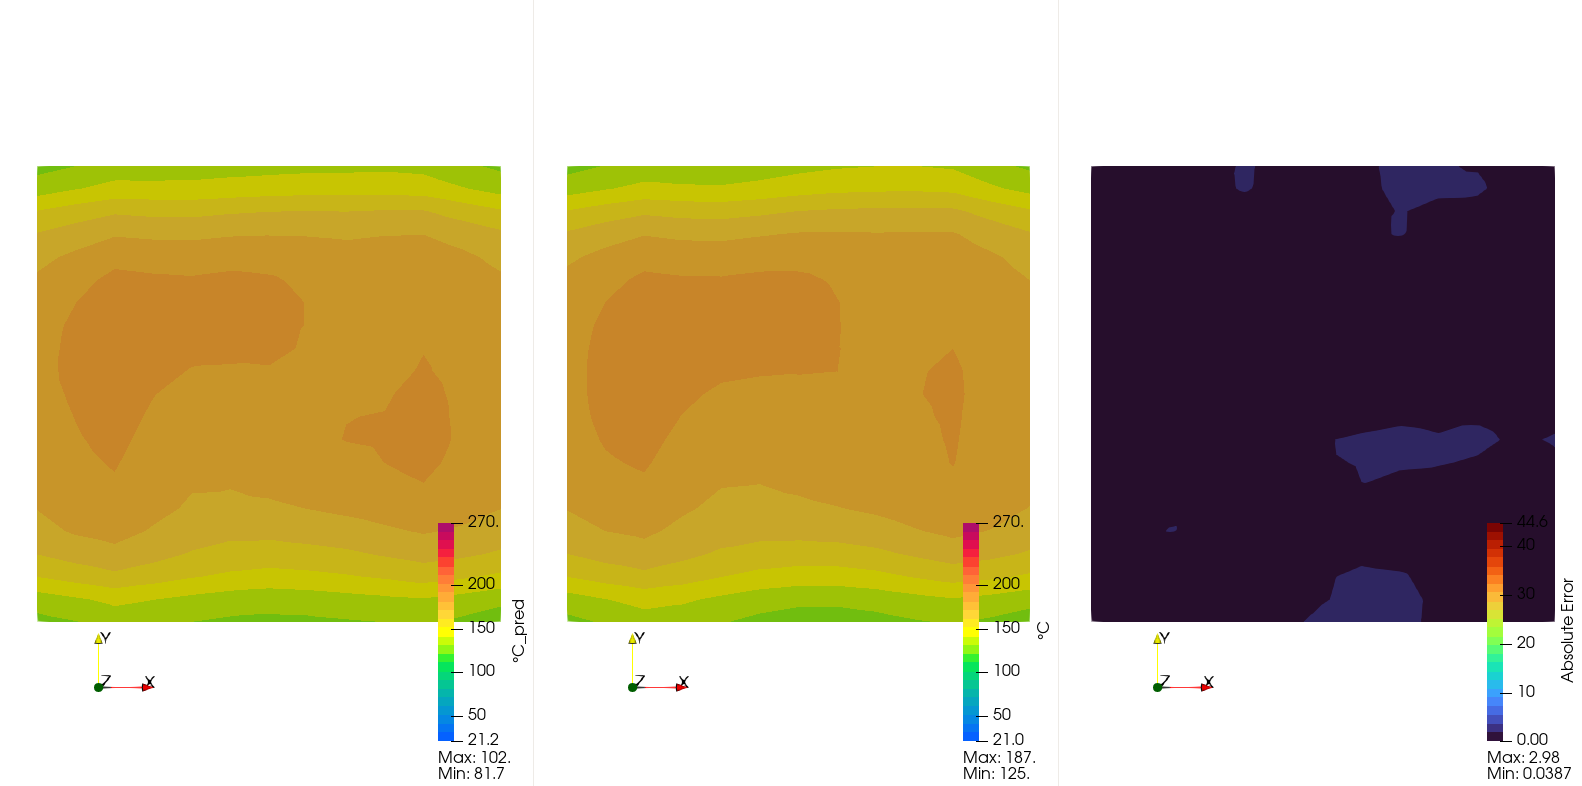 270.
200
150
100
50
21.2
°C_pred
Max: 102.
Min: 81.7
Y
Z
X
270.
200
150
100
50
21.0
°C
Max: 187.
Min: 125.
Y
Z
X
44.6
40
30
20
10
0.00
Absolute Error
Max: 2.98
Min: 0.0387
Y
Z
X